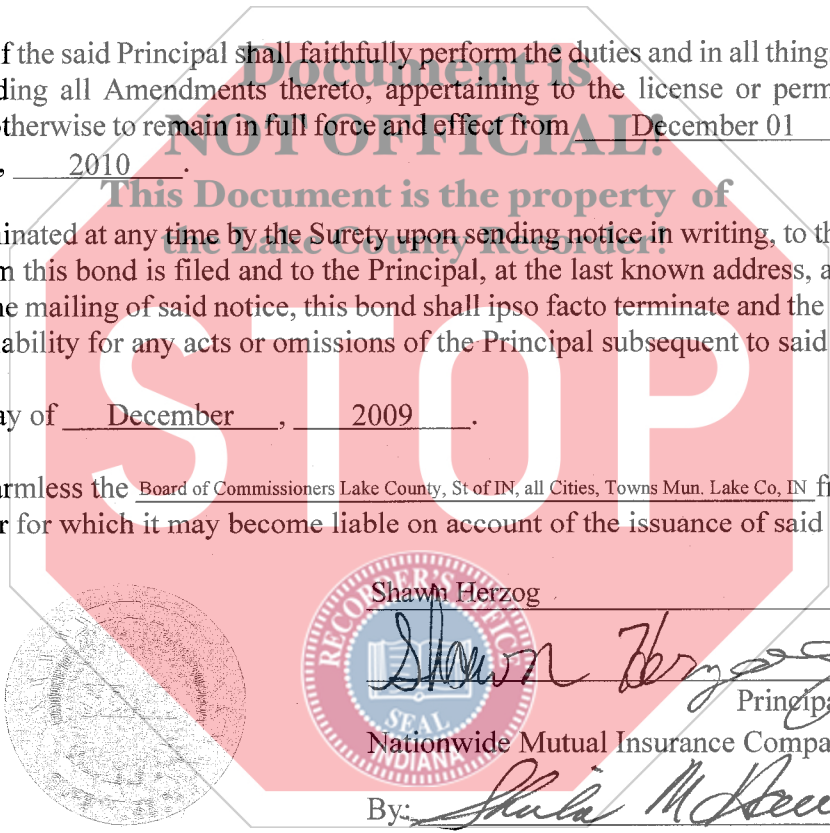 f the said Principal shall faithfully perform the duties and in all thing
ding all Amendments thereto, appertaining to the license or perm
therwise to remain in full force and effect from December 01
, 2010 .
inated at any time by the Surety upon sending notice in writing, to th
m this bond is filed and to the Principal, at the last known address, a
ne mailing of said notice, this bond shall ipso facto terminate and the
ability for any acts or omissions of the Principal subsequent to said
ay of December , 2009 .
armless the Board of Commissioners Lake County, St of IN, all Cities, Towns Mun. Lake Co, IN fr
r for which it may become liable on account of the issuance of said
Shawn Herzog
Shawn Herzog
Principa
Nationwide Mutual Insurance Compa
By: Shila M
Document is
NOT OFFICIAL!
This Document is the property of
the Lake County Recorder!
STOP
RECORDER'S OFFICE
SEAL
INDIANA